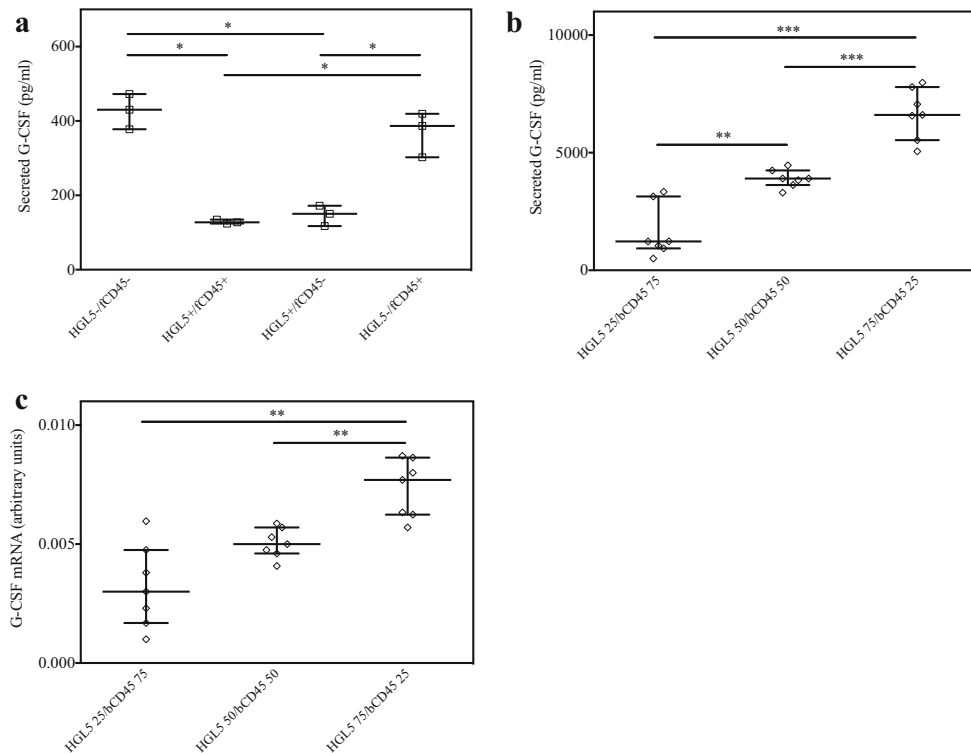 a
Secreted G-CSF (pg/ml)
600
400
200
0
*
*
*
*
HGL5-/fCD45-
HGL5+/fCD45+
HGL5+/fCD45-
HGL5-/fCD45+
b
Secreted G-CSF (pg/ml)
10000
5000
0
***
***
**
HGL5 25/bCD45 75
HGL5 50/bCD45 50
HGL5 75/bCD45 25
c
G-CSF mRNA (arbitrary units)
0.010
0.005
0.000
**
**
HGL5 25/bCD45 75
HGL5 50/bCD45 50
HGL5 75/bCD45 25